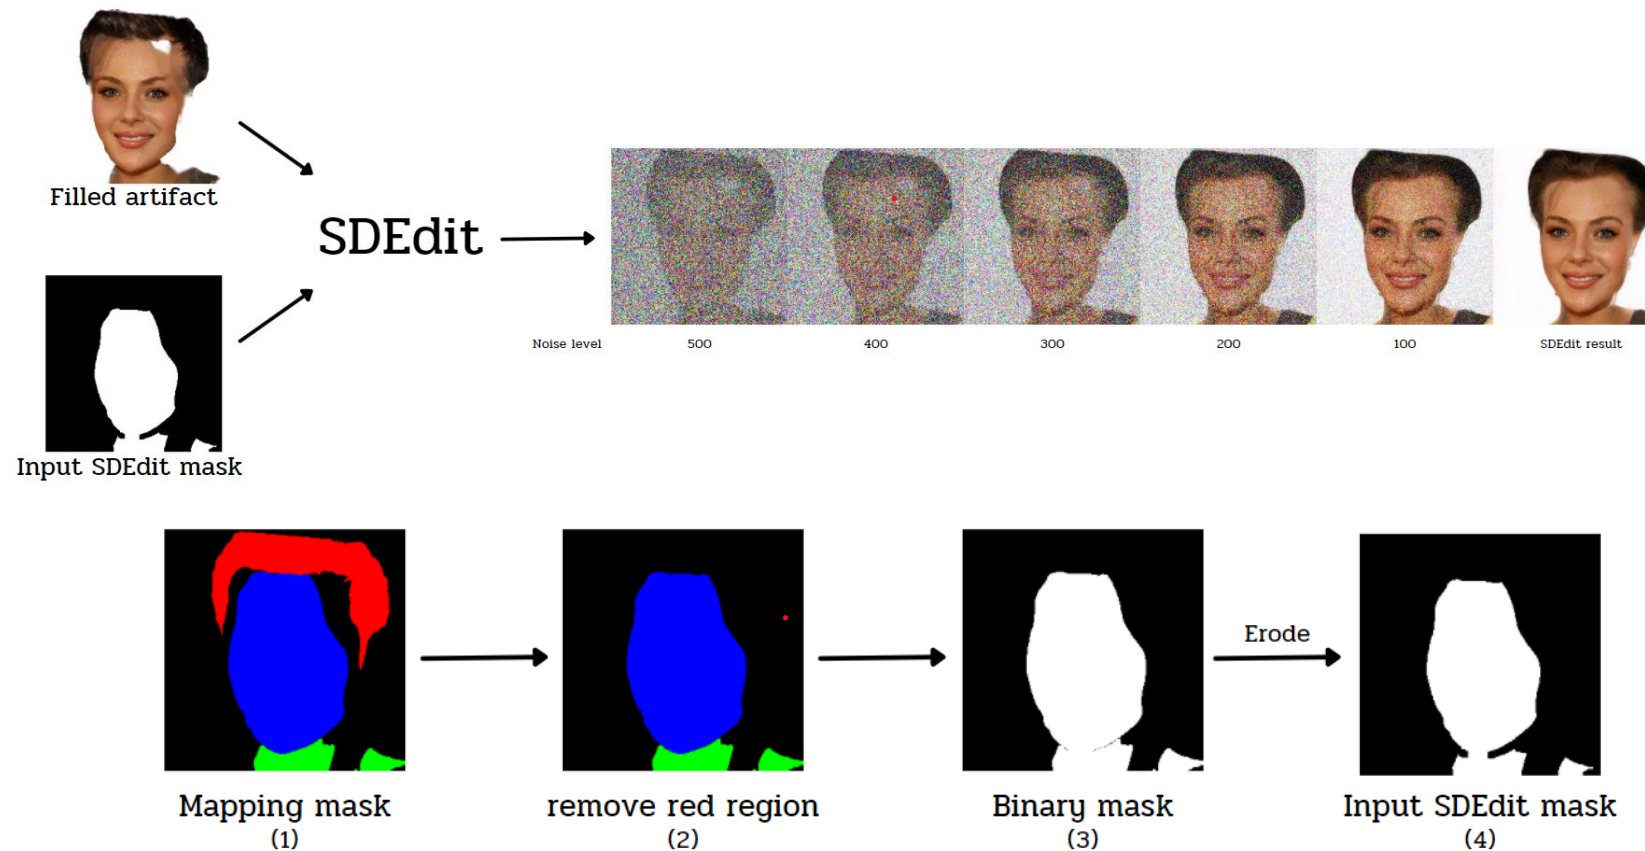 Filled artifact
SDEdit
Input SDEdit mask
Noise level 500 400 300 200 100 SDEdit result
Erode
Mapping mask
(1)
remove red region
(2)
Binary mask
(3)
Input SDEdit mask
(4)